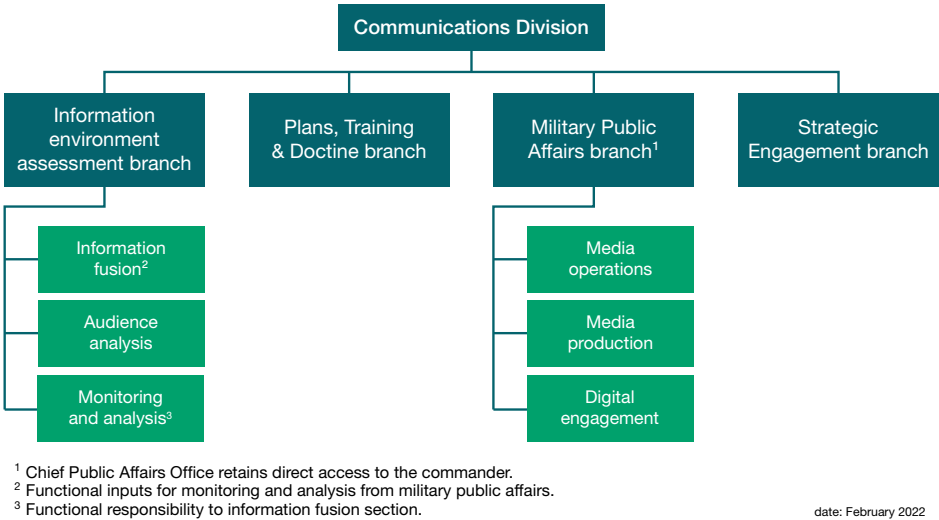 Communications Division
Information
environment
assessment branch
Plans, Training
& Doctine branch
Military Public
Affairs branch¹
Strategic
Engagement branch
Information
fusion²
Audience
analysis
Monitoring
and analysis³
Media
operations
Media
production
Digital
engagement
¹ Chief Public Affairs Office retains direct access to the commander.
² Functional inputs for monitoring and analysis from military public affairs.
³ Functional responsibility to information fusion section.
date: February 2022